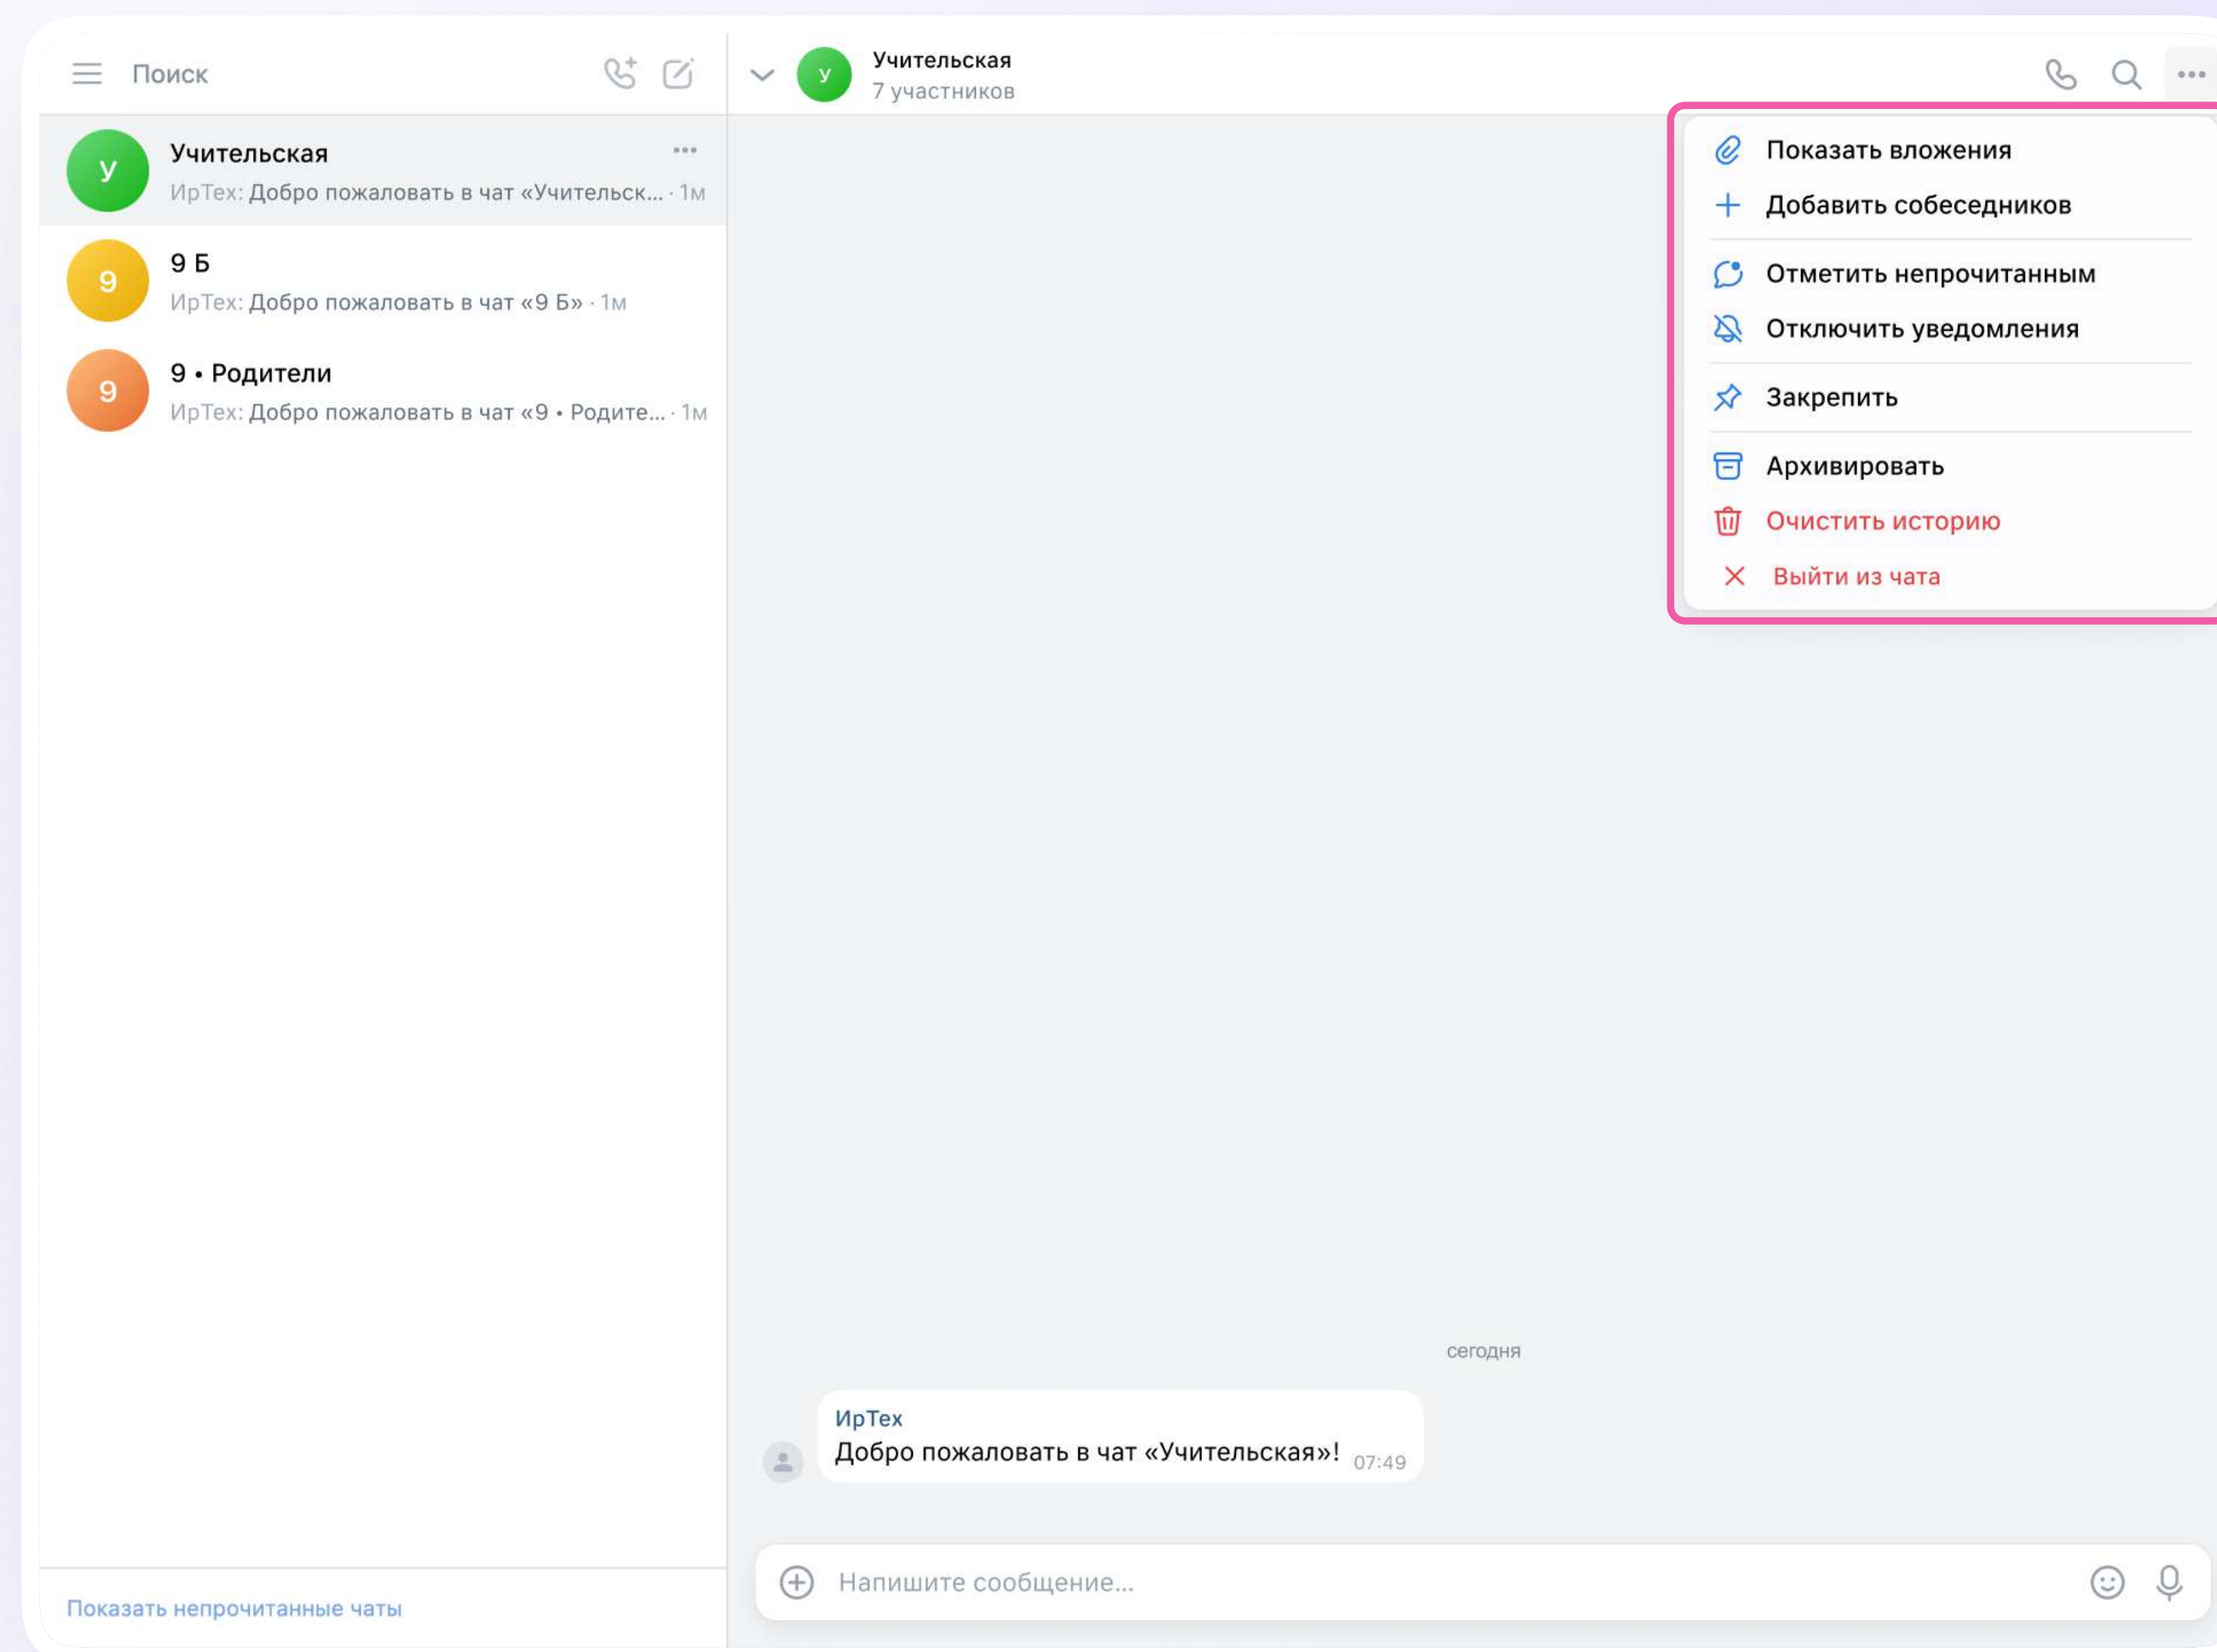 Поиск
У
Учительская
ИрТех: Добро пожаловать в чат «Учительск... · 1м
9
9 Б
ИрТех: Добро пожаловать в чат «9 Б» · 1м
9
9 • Родители
ИрТех: Добро пожаловать в чат «9 • Родите... · 1м
Показать непрочитанные чаты
У
Учительская
7 участников
Показать вложения
Добавить собеседников
Отметить непрочитанным
Отключить уведомления
Закрепить
Архивировать
Очистить историю
Выйти из чата
сегодня
ИрТех
Добро пожаловать в чат «Учительская»! 07:49
Напишите сообщение...